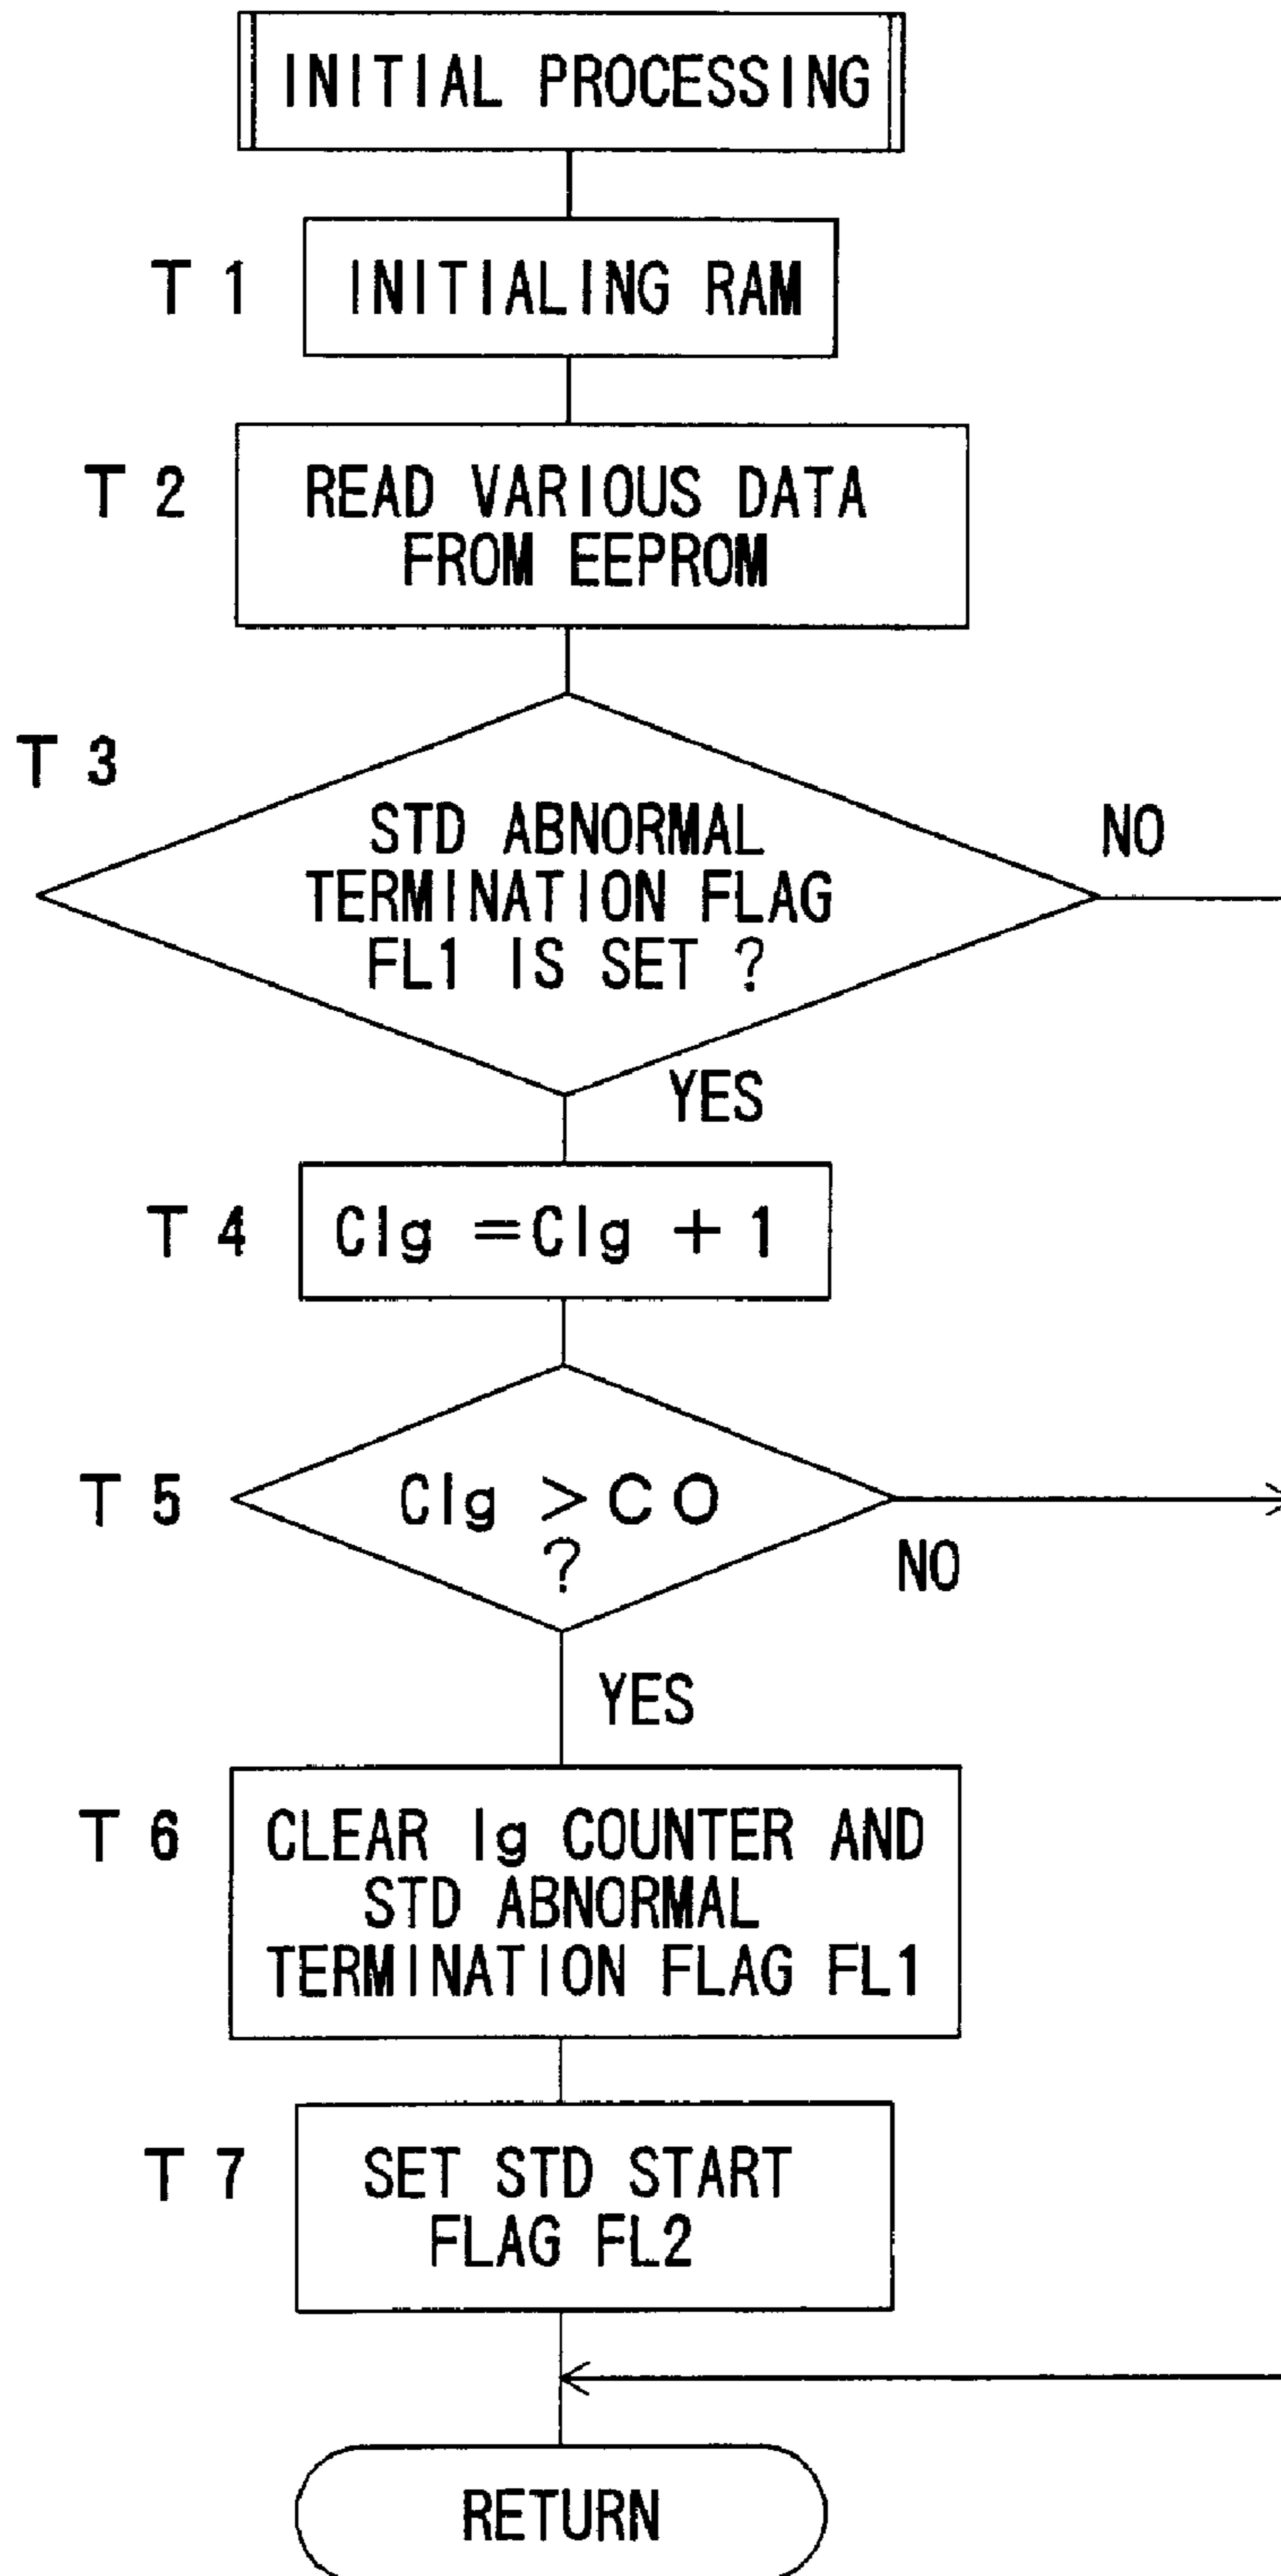 INITIAL PROCESSING
T 1
INITIALING RAM
T 2
READ VARIOUS DATA
FROM EEPROM
T 3
STD ABNORMAL
TERMINATION FLAG
FL1 IS SET ?
NO
YES
T 4
CIg =CIg + 1
T 5
CIg > C O
?
NO
YES
T 6
CLEAR Ig COUNTER AND
STD ABNORMAL
TERMINATION FLAG FL1
T 7
SET STD START
FLAG FL2
RETURN